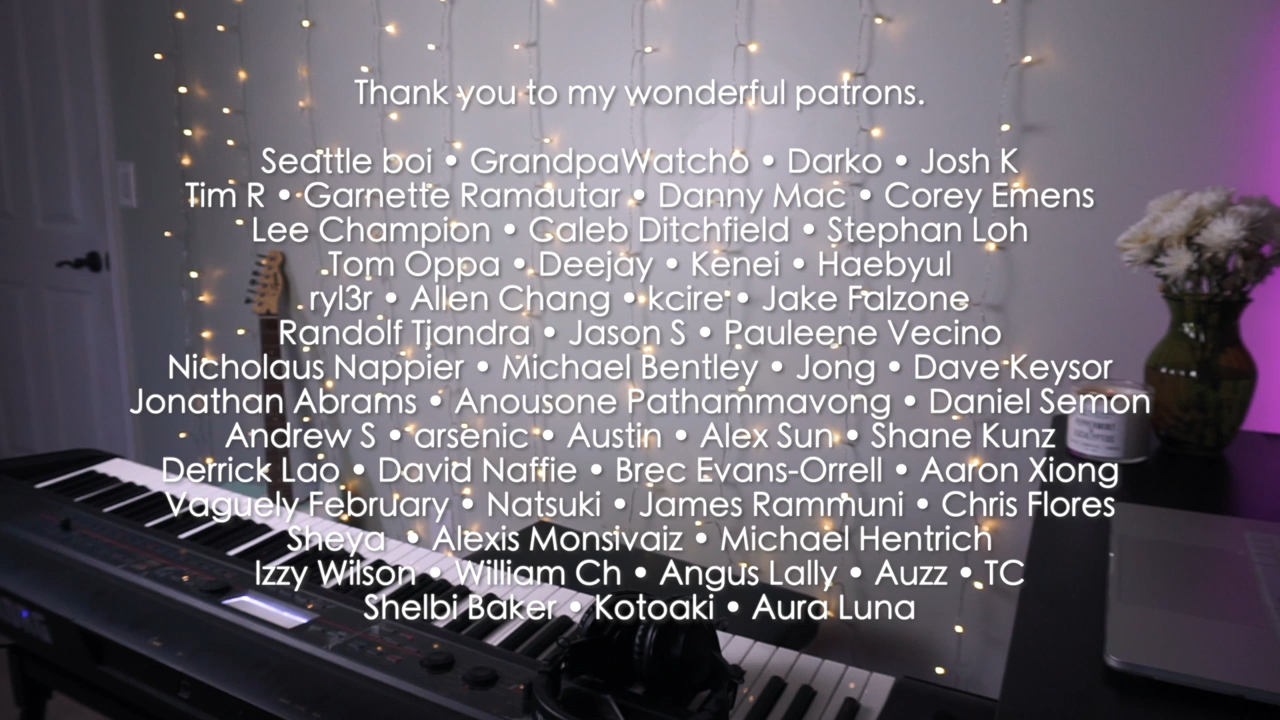 Thank you to my wonderful patrons.
Seattle boi • GrandpaWatcho • Darko • Josh K
Tim R • Garnette Ramautar • Danny Mac • Corey Emens
Lee Champion • Caleb Ditchfield • Stephan Loh
Tom Oppa • Deejay • Kenei • Haebyul
ryl3r • Allen Chang • kcire • Jake Falzone
Randolf Tjandra • Jason S • Pauleene Vecino
Nicholaus Nappier • Michael Bentley • Jong • Dave Keysor
Jonathan Abrams • Anousone Pathammavong • Daniel Semon
Andrew S • arsenic • Austin • Alex Sun • Shane Kunz
Derrick Lao • David Naffie • Brec Evans-Orrell • Aaron Xiong
Vaguely February • Natsuki • James Rammuni • Chris Flores
Sheya • Alexis Monsivaiz • Michael Hentrich
Izzy Wilson • William Ch • Angus Lally • Auzz • TC
Shelbi Baker • Kotoaki • Aura Luna